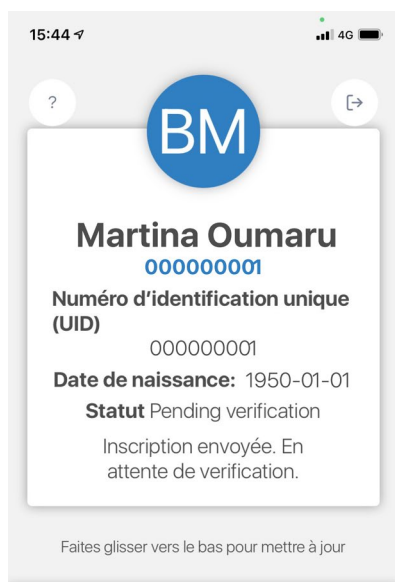 15:44
4G
?
BM
Martina Oumaru
000000001
Numéro d'identification unique
(UID)
000000001
Date de naissance: 1950-01-01
Statut Pending verification
Inscription envoyée. En
attente de verification.
Faites glisser vers le bas pour mettre à jour